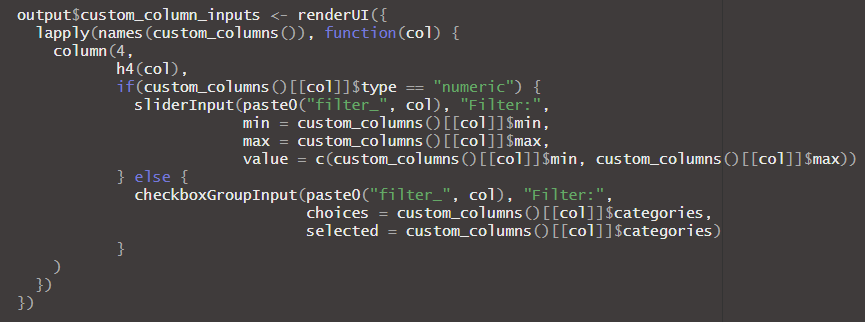 output$custom_column_inputs <- renderUI({
  lapply(names(custom_columns()), function(col) {
    column(4,
           h4(col),
           if(custom_columns()[[col]]$type == "numeric") {
             sliderInput(paste0("filter_", col), "Filter:",
                         min = custom_columns()[[col]]$min,
                         max = custom_columns()[[col]]$max,
                         value = c(custom_columns()[[col]]$min, custom_columns()[[col]]$max))
           } else {
             checkboxGroupInput(paste0("filter_", col), "Filter:",
                                choices = custom_columns()[[col]]$categories,
                                selected = custom_columns()[[col]]$categories)
           }
    )
  })
})